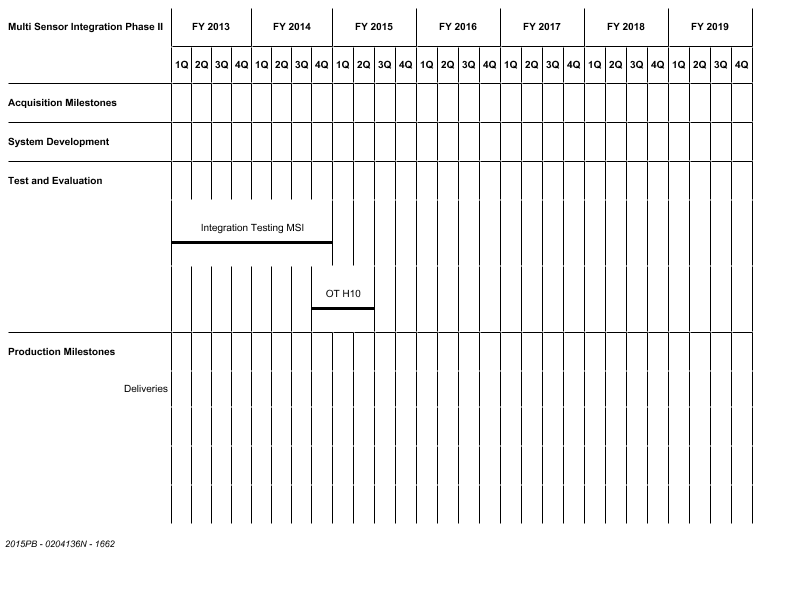 Multi Sensor Integration Phase II FY 2013 FY 2014 FY 2015 FY 2016 FY 2017 FY 2018 FY 2019
1Q 2Q 3Q 4Q 1Q 2Q 3Q 4Q 1Q 2Q 3Q 4Q 1Q 2Q 3Q 4Q 1Q 2Q 3Q 4Q 1Q 2Q 3Q 4Q 1Q 2Q 3Q 4Q
Acquisition Milestones
System Development
Test and Evaluation
Integration Testing MSI
OT H10
Production Milestones
Deliveries
2015PB - 0204136N - 1662